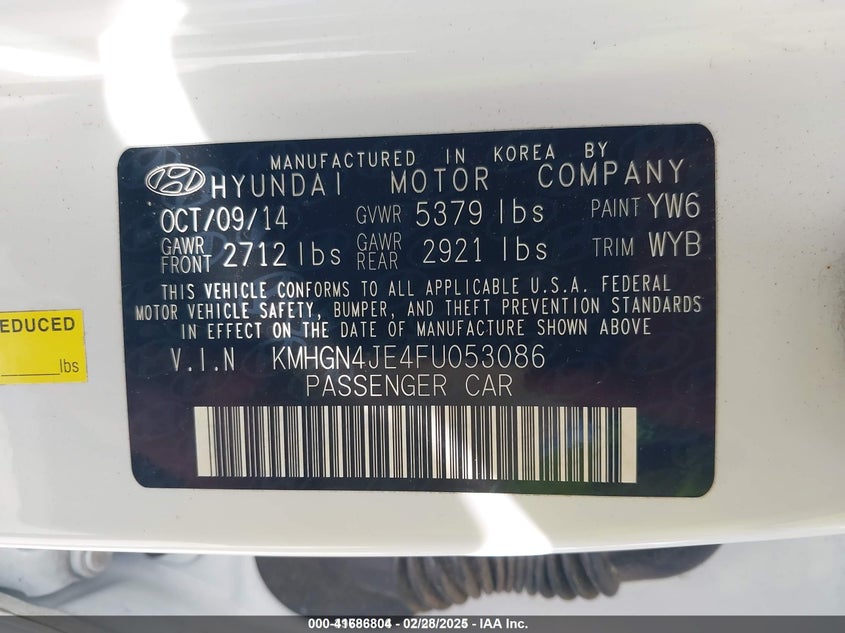 MANUFACTURED IN KOREA BY
HYUNDAI MOTOR COMPANY
OCT/09/14 GVWR 5379 lbs PAINT YW6
GAWR FRONT 2712 lbs GAWR REAR 2921 lbs TRIM WYB
THIS VEHICLE CONFORMS TO ALL APPLICABLE U.S.A. FEDERAL
MOTOR VEHICLE SAFETY, BUMPER, AND THEFT PREVENTION STANDARDS
IN EFFECT ON THE DATE OF MANUFACTURE SHOWN ABOVE
V.I.N KMHGN4JE4FU053086
PASSENGER CAR
EDUCED
lbs
02/28/2025 - IAA Inc.